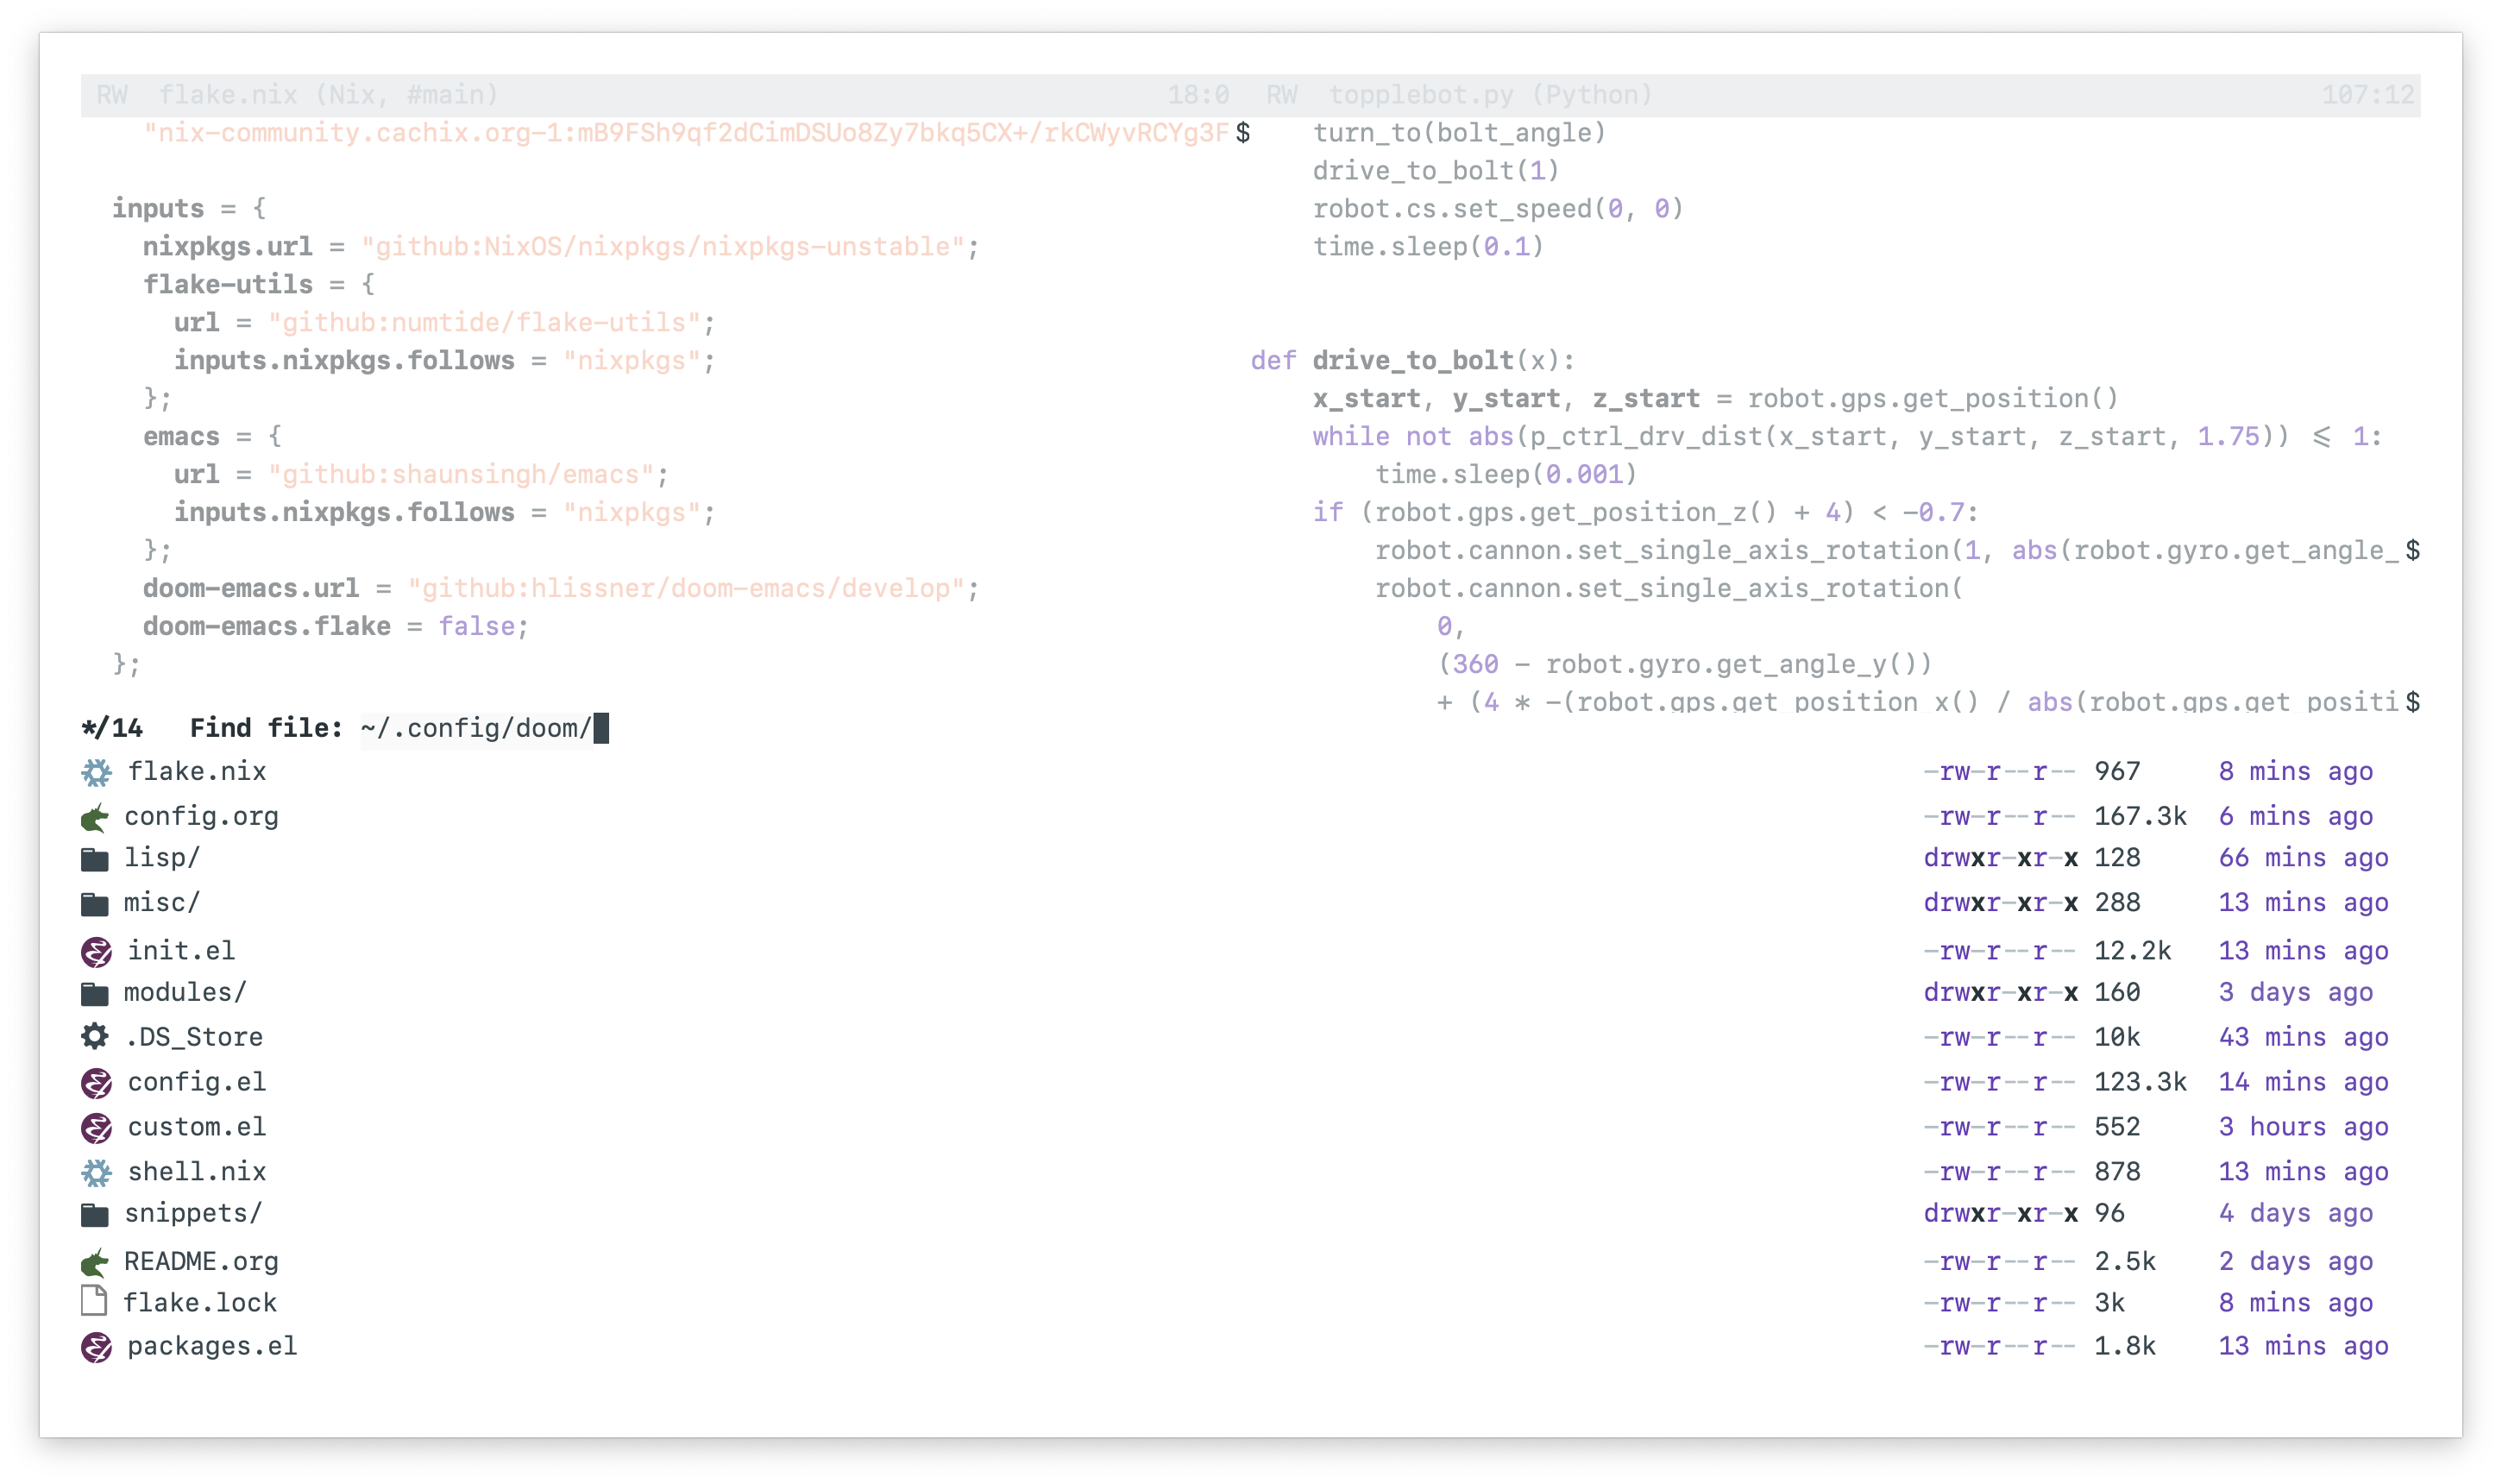 RW  flake.nix (Nix, #main)    18:0
    "nix-community.cachix.org-1:mB9FSh9qf2dCimDSUo8Zy7bkq5CX+/rkCWyvRCYg3F$

  inputs = {
    nixpkgs.url = "github:NixOS/nixpkgs/nixpkgs-unstable";
    flake-utils = {
      url = "github:numtide/flake-utils";
      inputs.nixpkgs.follows = "nixpkgs";
    };
    emacs = {
      url = "github:shaunsingh/emacs";
      inputs.nixpkgs.follows = "nixpkgs";
    };
    doom-emacs.url = "github:hlissner/doom-emacs/develop";
    doom-emacs.flake = false;
  };
RW  topplebot.py (Python)    107:12
    turn_to(bolt_angle)
    drive_to_bolt(1)
    robot.cs.set_speed(0, 0)
    time.sleep(0.1)

def drive_to_bolt(x):
    x_start, y_start, z_start = robot.gps.get_position()
    while not abs(p_ctrl_drv_dist(x_start, y_start, z_start, 1.75)) <= 1:
        time.sleep(0.001)
    if (robot.gps.get_position_z() + 4) < -0.7:
        robot.cannon.set_single_axis_rotation(1, abs(robot.gyro.get_angle_$
        robot.cannon.set_single_axis_rotation(
            0,
            (360 - robot.gyro.get_angle_y())
            + (4 * -(robot.gps.get_position_x() / abs(robot.gps.get_positi$
*/14   Find file: ~/.config/doom/
flake.nix    -rw-r--r-- 967    8 mins ago
config.org    -rw-r--r-- 167.3k  6 mins ago
lisp/    drwxr-xr-x 128    66 mins ago
misc/    drwxr-xr-x 288    13 mins ago
init.el    -rw-r--r-- 12.2k   13 mins ago
modules/    drwxr-xr-x 160    3 days ago
.DS_Store    -rw-r--r-- 10k    43 mins ago
config.el    -rw-r--r-- 123.3k  14 mins ago
custom.el    -rw-r--r-- 552    3 hours ago
shell.nix    -rw-r--r-- 878    13 mins ago
snippets/    drwxr-xr-x 96    4 days ago
README.org    -rw-r--r-- 2.5k   2 days ago
flake.lock    -rw-r--r-- 3k    8 mins ago
packages.el    -rw-r--r-- 1.8k   13 mins ago